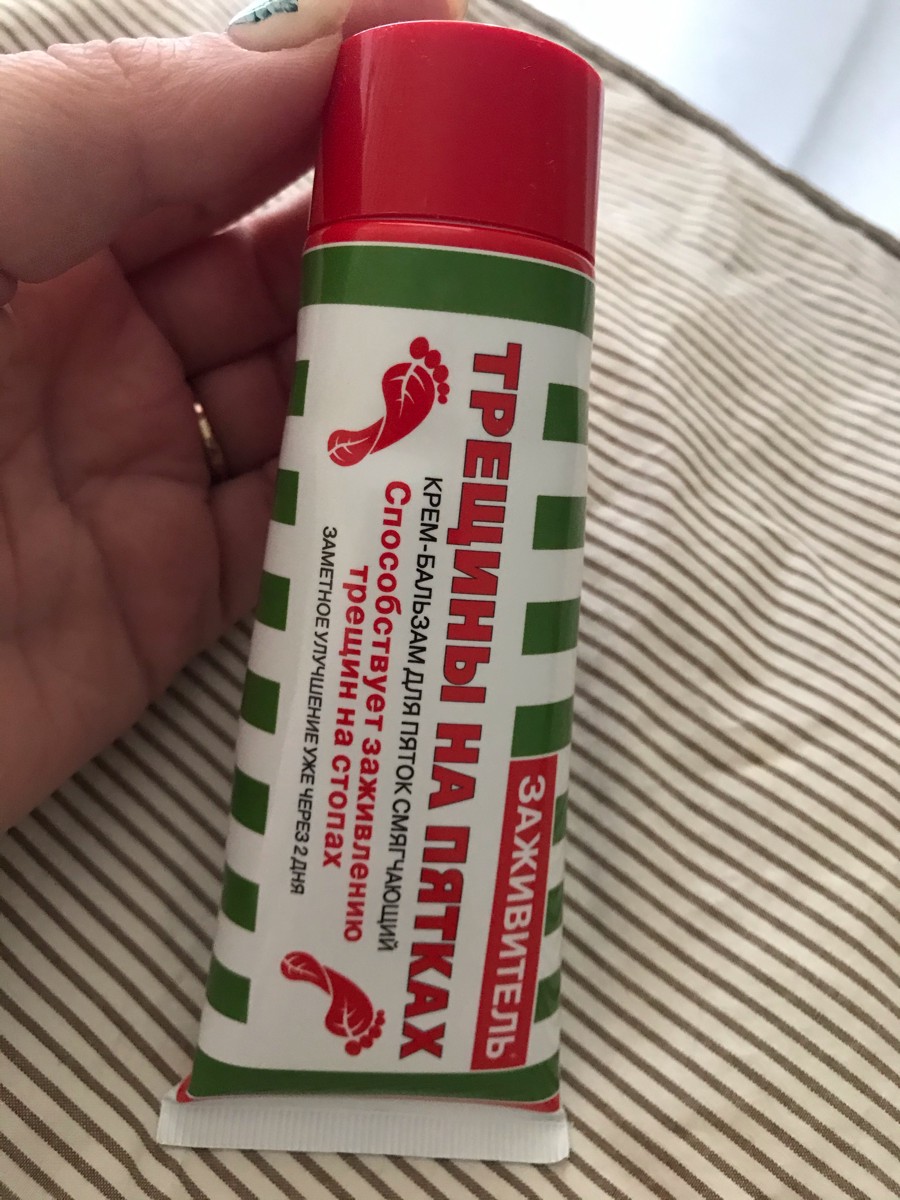 ЗАЖИВИТЕЛЬ®
ТРЕЩИНЫ НА ПЯТКАХ
КРЕМ-БАЛЬЗАМ ДЛЯ ПЯТОК СМЯГЧАЮЩИЙ
Способствует заживлению
трещин на стопах
ЗАМЕТНОЕ УЛУЧШЕНИЕ УЖЕ ЧЕРЕЗ 2 ДНЯ